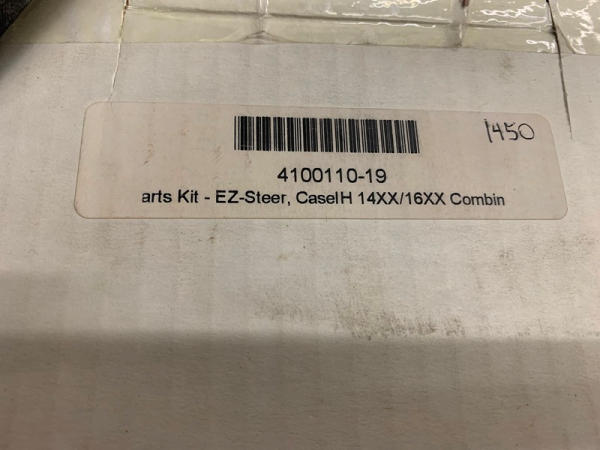 1450
4100110-19
arts Kit - EZ-Steer, CaseIH 14XX/16XX Combin